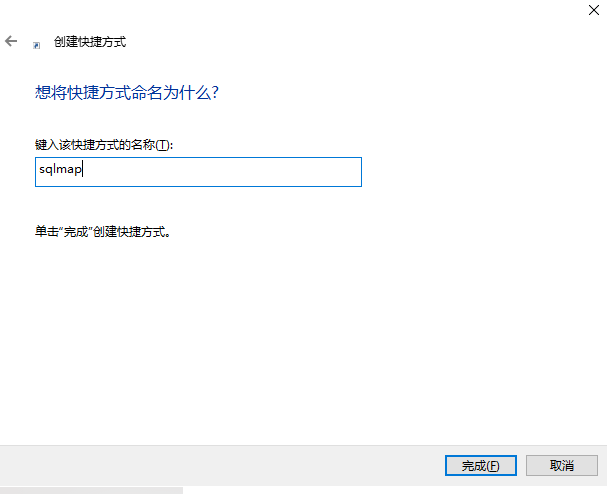 创建快捷方式
想将快捷方式命名为什么?
键入该快捷方式的名称(T):
sqlmap
单击“完成”创建快捷方式。
完成(F)
取消